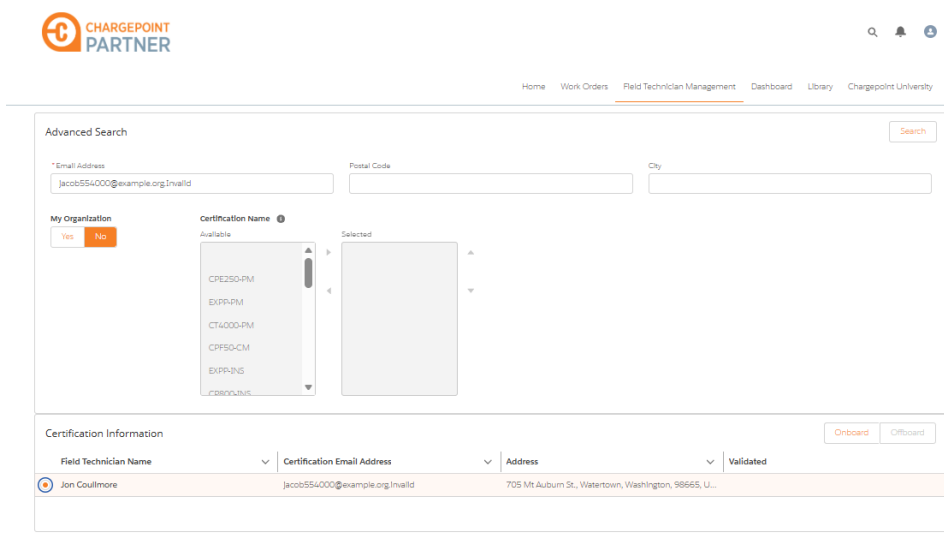 CHARGEPOINT
PARTNER
Home Work Orders Field Technician Management Dashboard Library Chargepoint University
Advanced Search
Search
* Email Address Postal Code City
Jacob554000@example.org.Invalid
My Organization Certification Name
Yes No
Available Selected
CPE250-PM
EXPP-PM
CT4000-PM
CPF50-CM
EXPP-INS
CP800-INS
Certification Information
Onboard Offboard
Field Technician Name Certification Email Address Address Validated
Jon Coullmore Jacob554000@example.org.Invalid 705 Mt Auburn St., Watertown, Washington, 98665, U...